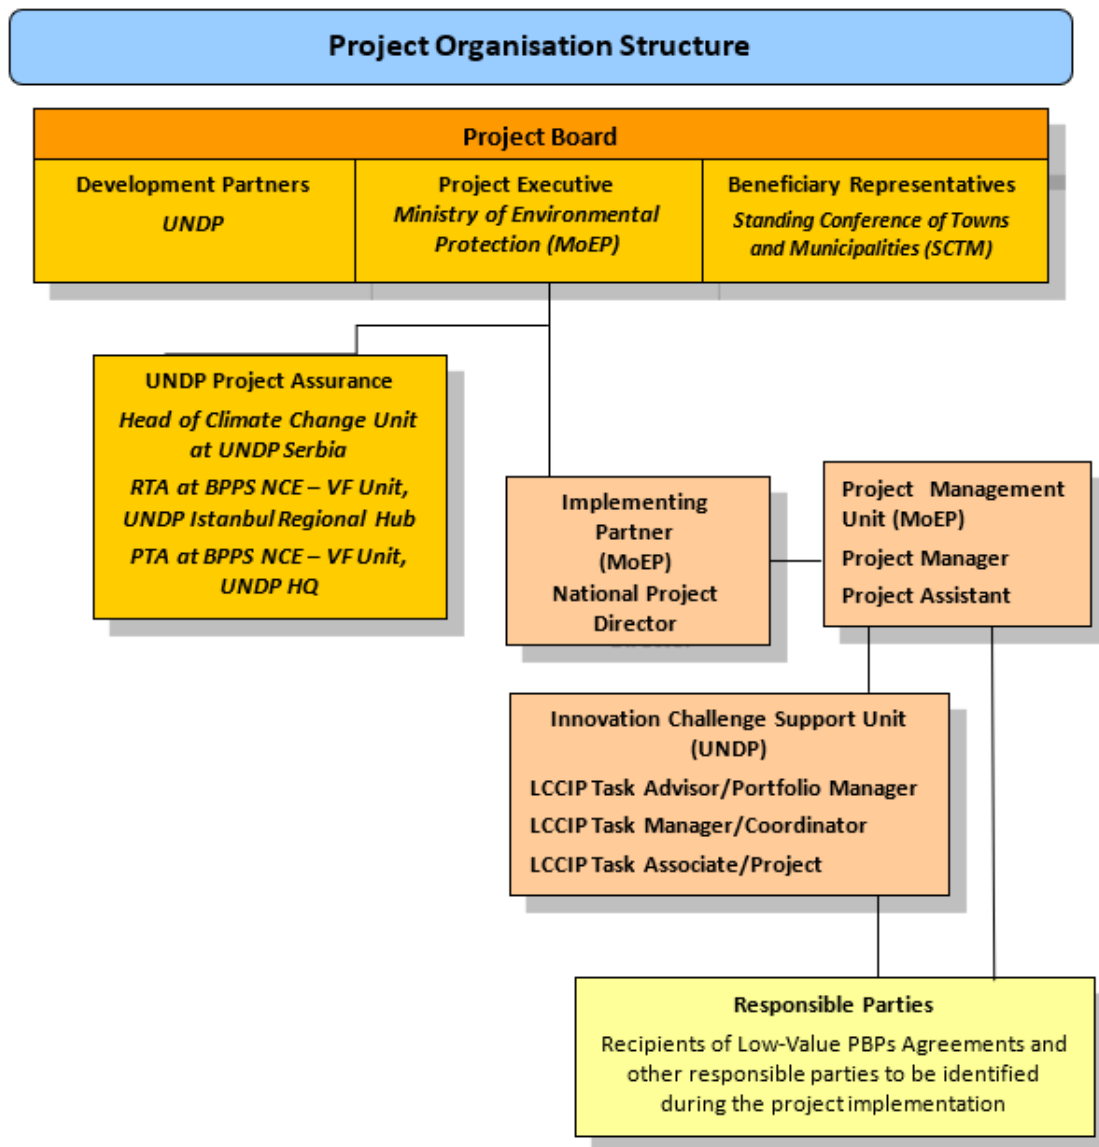 Project Organisation Structure
Project Board
Development Partners
UNDP
Project Executive
Ministry of Environmental
Protection (MoEP)
Beneficiary Representatives
Standing Conference of Towns
and Municipalities (SCTM)
UNDP Project Assurance
Head of Climate Change Unit
at UNDP Serbia
RTA at BPPS NCE – VF Unit,
UNDP Istanbul Regional Hub
PTA at BPPS NCE – VF Unit,
UNDP HQ
Implementing
Partner
(MoEP)
National Project
Director
Project Management
Unit (MoEP)
Project Manager
Project Assistant
Innovation Challenge Support Unit
(UNDP)
LCCIP Task Advisor/Portfolio Manager
LCCIP Task Manager/Coordinator
LCCIP Task Associate/Project
Responsible Parties
Recipients of Low-Value PBPs Agreements and
other responsible parties to be identified
during the project implementation